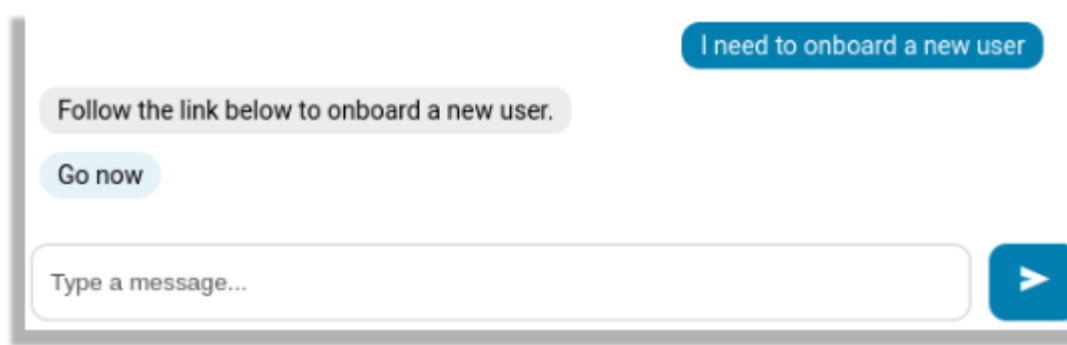 I need to onboard a new user
Follow the link below to onboard a new user.
Go now
Type a message...